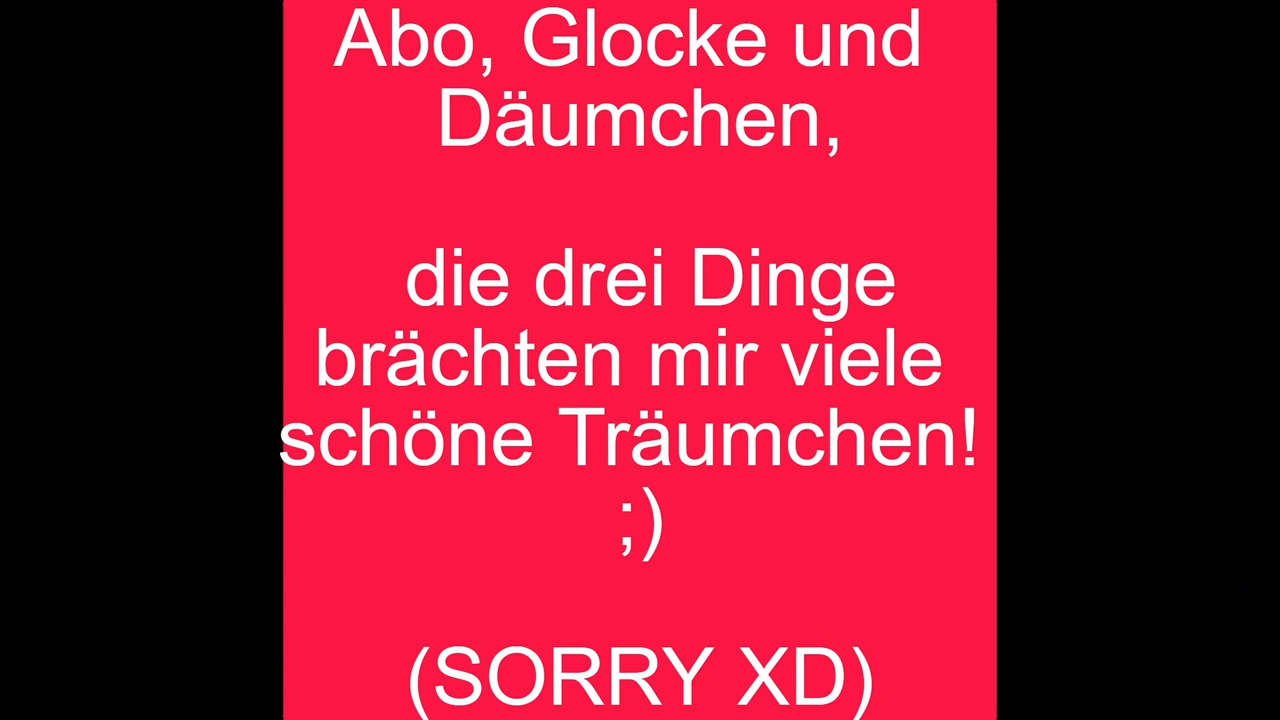 Abo, Glocke und
Däumchen,
die drei Dinge
brächten mir viele
schöne Träumchen!
;)
(SORRY XD)